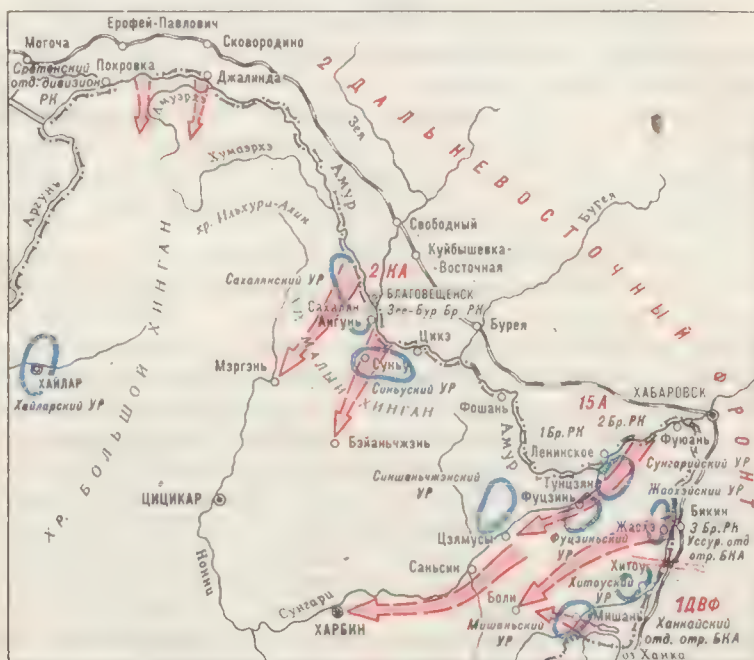 Ерофей-Павлович
Могоча
Сковородино
Сретенский
отд. дивизион
РК
Покровка
Джалинда
Амуэрхэ
Хумаэрхэ
Аргунь
Амур
Зея
2 ДАЛЬНЕВОСТОЧНЫЙ ФРОНТ
Бурея
хр. Ильхури-Алин
Свободный
Куйбышевка-
Восточная
Сахалянский УР
2 КА
БЛАГОВЕЩЕНСК
Зее-Бур Бр. РК
Сахалян
Айгунь
Цикэ
Бурея
ХАЙЛАР
Хайларский УР
ХР. БОЛЬШОЙ ХИНГАН
Мэргэнь
Суньу
Суньуский УР
ХР. МАЛЫЙ ХИНГАН
Фошань
Бэйаньчжэнь
Амур
15А
ХАБАРОВСК
1 Бр. РК
2 Бр. РК
Ленинское
Фуюань
Сунгарийский УР
Тунцзян
Фуцзинь
Синшаньчжэнский
УР
Жаохэйский УР
Бикин
ЦИЦИКАР
Цзямусы
Фуцзиньский
УР
Жаохэ
3 Бр. РК
Уссур. отд
отр. БКА
Нонни
Саньсин
Хитоу
Хитоуский
УР
Сунгари
Боли
1ДВФ
ХАРБИН
Мишаньский
УР
Мишань
Ханкайский
отд. отр. БКА
оз Ханка